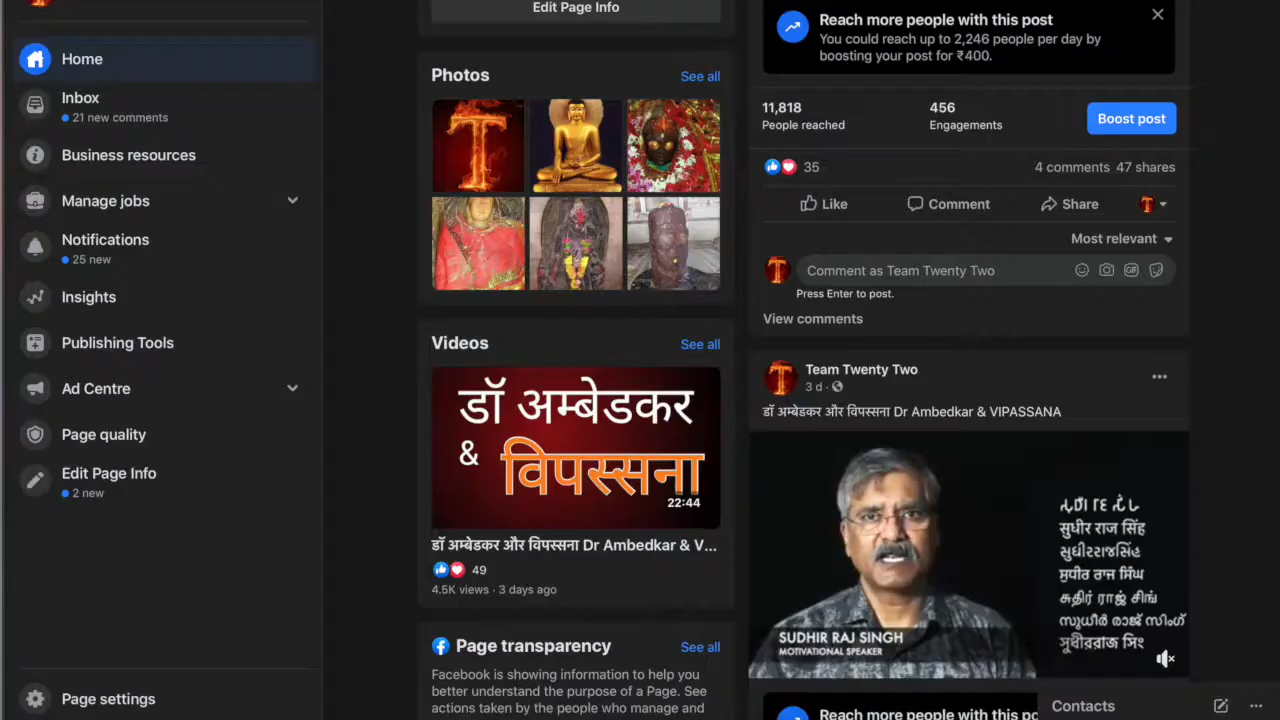 Home
Inbox
21 new comments
Business resources
Manage jobs
Notifications
25 new
Insights
Publishing Tools
Ad Centre
Page quality
Edit Page Info
2 new
Page settings
Edit Page Info
Photos See all
T
Videos See all
डॉ अम्बेडकर
&
विपस्सना
22:44
डॉ अम्बेडकर और विपस्सना Dr Ambedkar & V...
49
4.5K views · 3 days ago
Page transparency See all
Facebook is showing information to help you
better understand the purpose of a Page. See
actions taken by the people who manage and
Reach more people with this post
You could reach up to 2,246 people per day by
boosting your post for ₹400.
11,818 456
People reached Engagements
Boost post
35 4 comments 47 shares
Like Comment Share
Most relevant
Comment as Team Twenty Two
GIF
Press Enter to post.
View comments
Team Twenty Two
3 d ·
डॉ अम्बेडकर और विपस्सना Dr Ambedkar & VIPASSANA
सुधीर राज सिंह
SUDHIR RAJ SINGH
MOTIVATIONAL SPEAKER
Reach more people with this po
Contacts